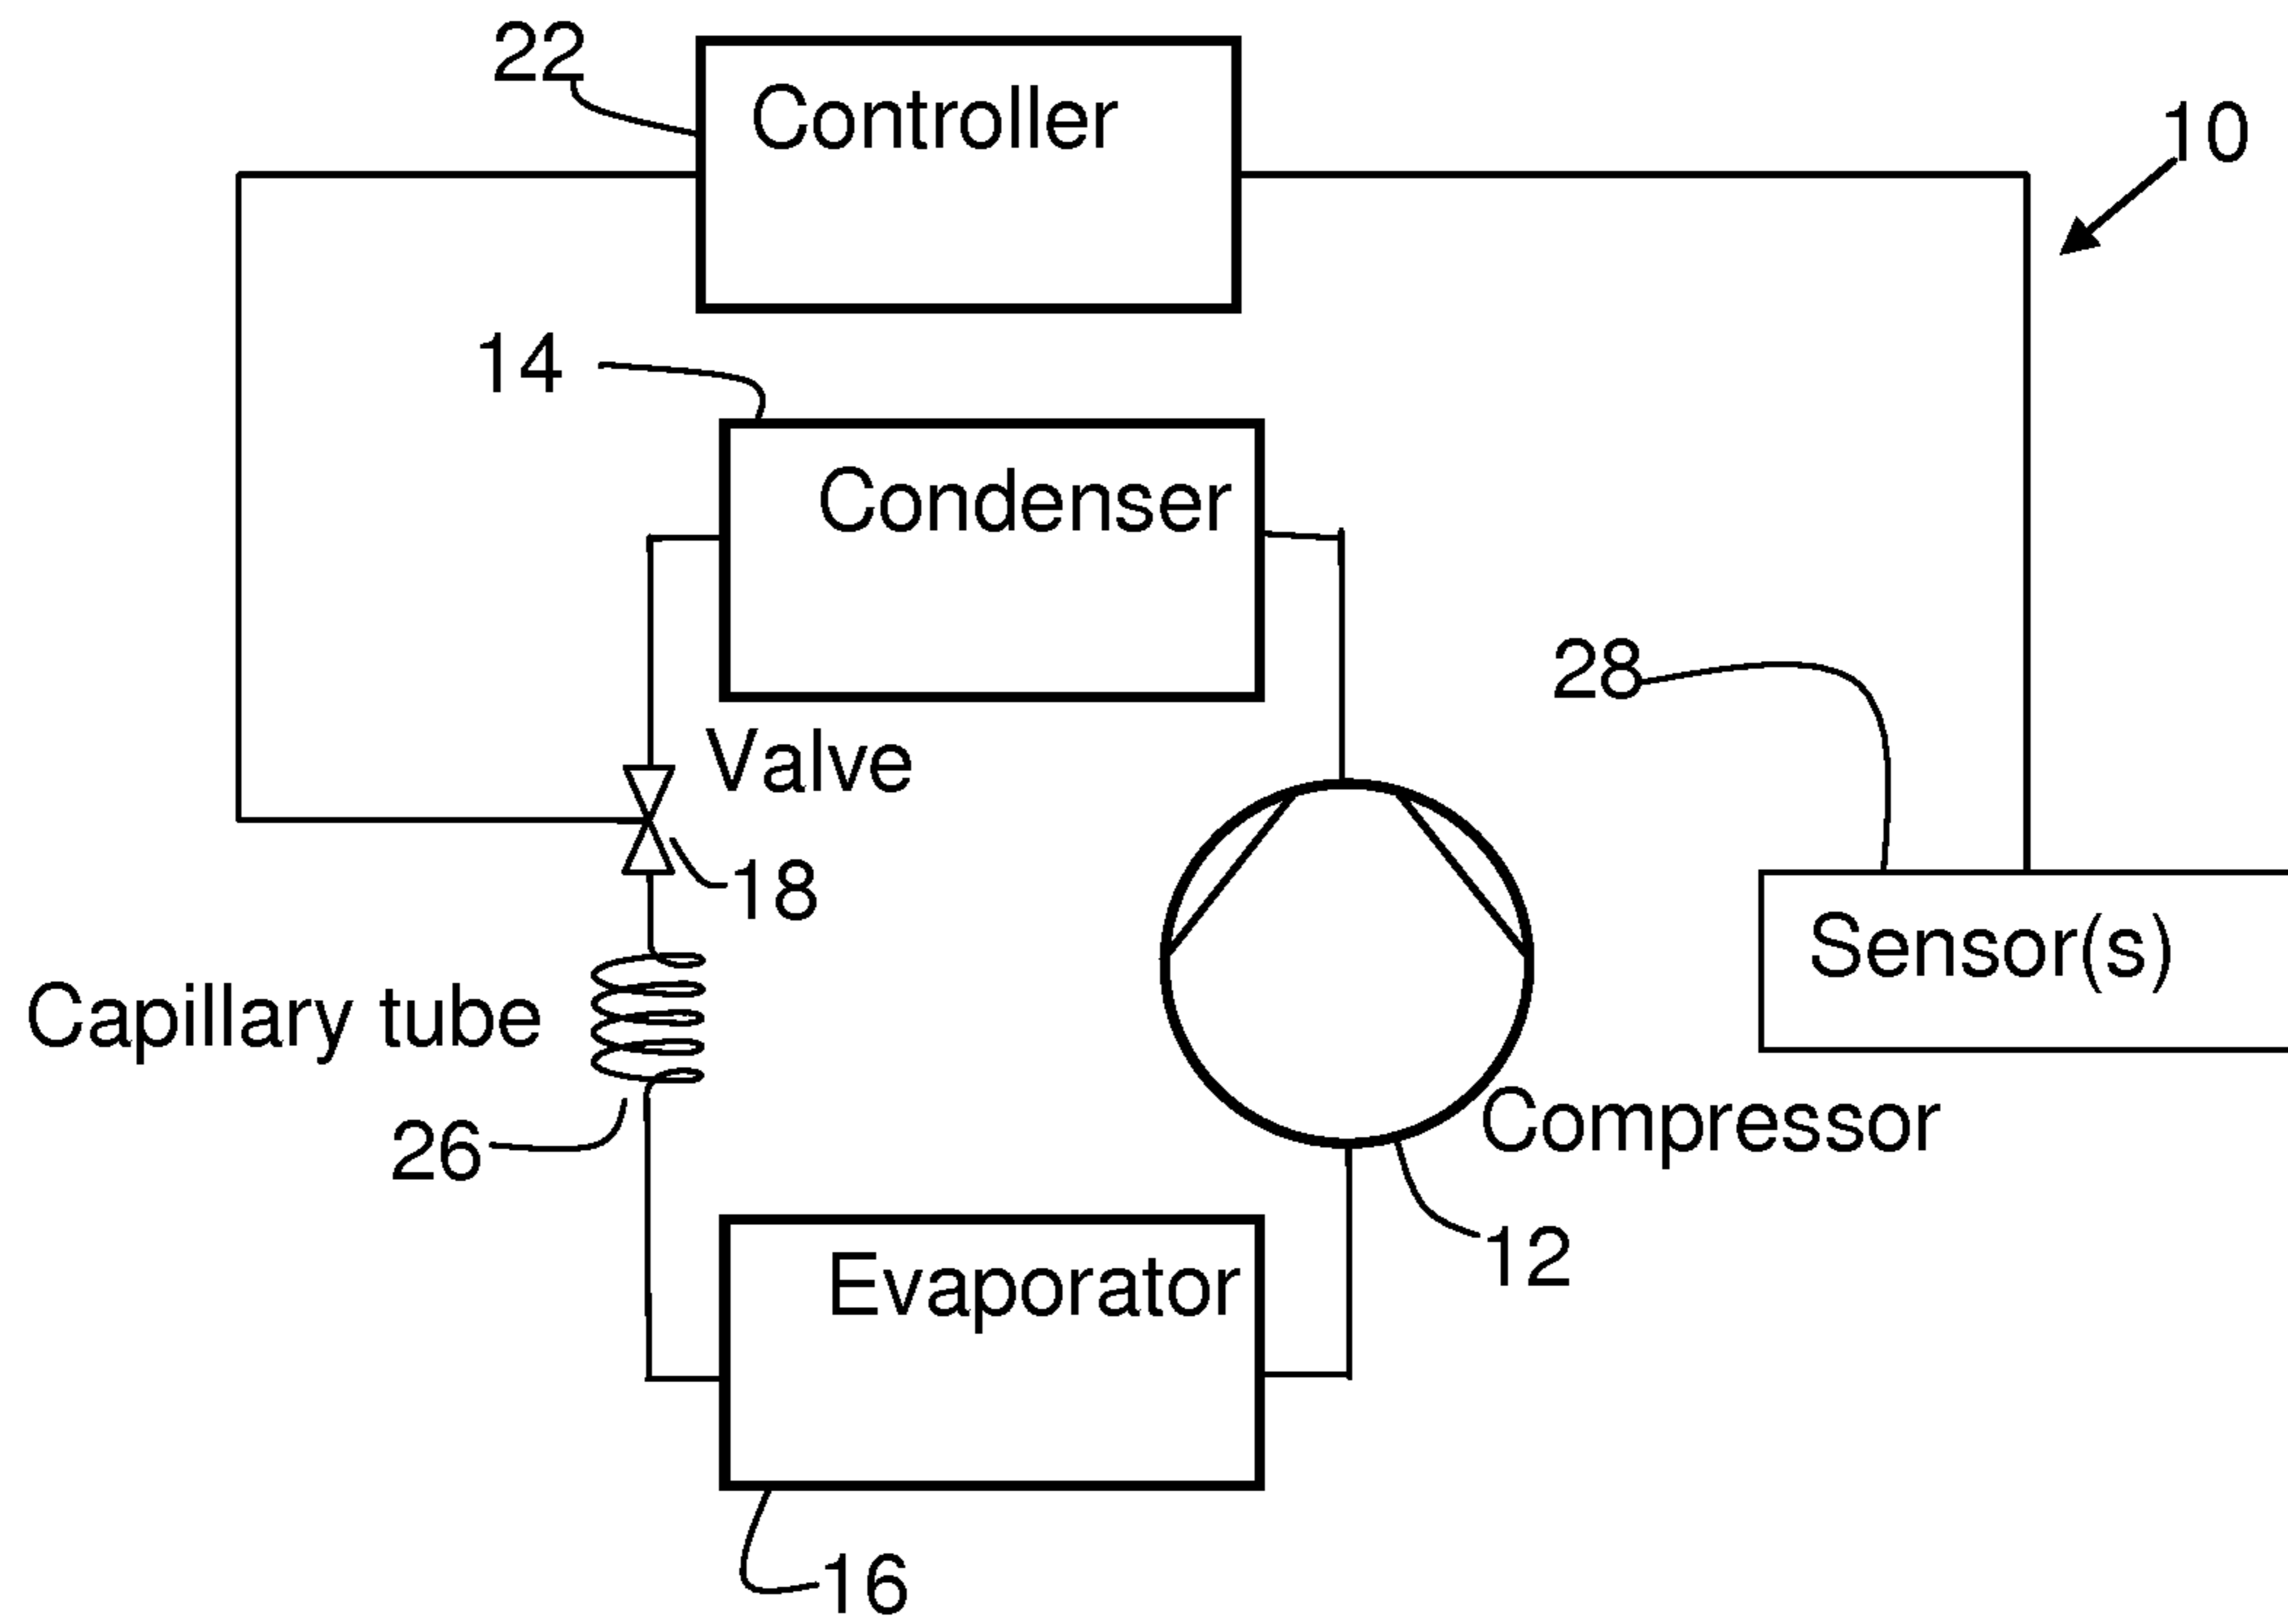 22
Controller
10
14
Condenser
28
Valve
18
Sensor(s)
Capillary tube
Compressor
26
12
Evaporator
16